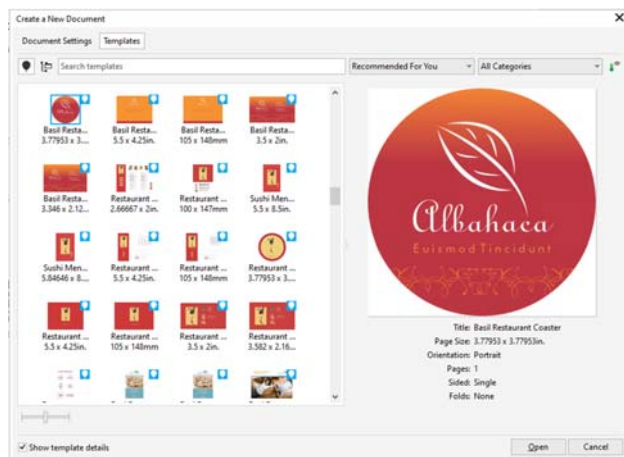 Create a New Document
Document Settings
Templates
Search templates
Recommended For You
All Categories
Basil Resta...
3.77953 x 3....
Basil Resta...
5.5 x 4.25in.
Basil Resta...
105 x 148mm
Basil Resta...
3.5 x 2in.
Basil Resta...
3.346 x 2.12...
Restaurant ...
2.66667 x 2in.
Restaurant ...
100 x 147mm
Sushi Men...
5.5 x 8.5in.
Sushi Men...
5.84646 x 8....
Restaurant ...
5.5 x 4.25in.
Restaurant ...
105 x 148mm
Restaurant ...
3.77953 x 3....
Restaurant ...
5.5 x 4.25in.
Restaurant ...
105 x 148mm
Restaurant ...
3.5 x 2in.
Restaurant ...
3.582 x 2.16...
Albahaca
Euismod Tincidunt
Title: Basil Restaurant Coaster
Page Size: 3.77953 x 3.77953in.
Orientation: Portrait
Pages: 1
Sided: Single
Folds: None
Show template details
Open
Cancel